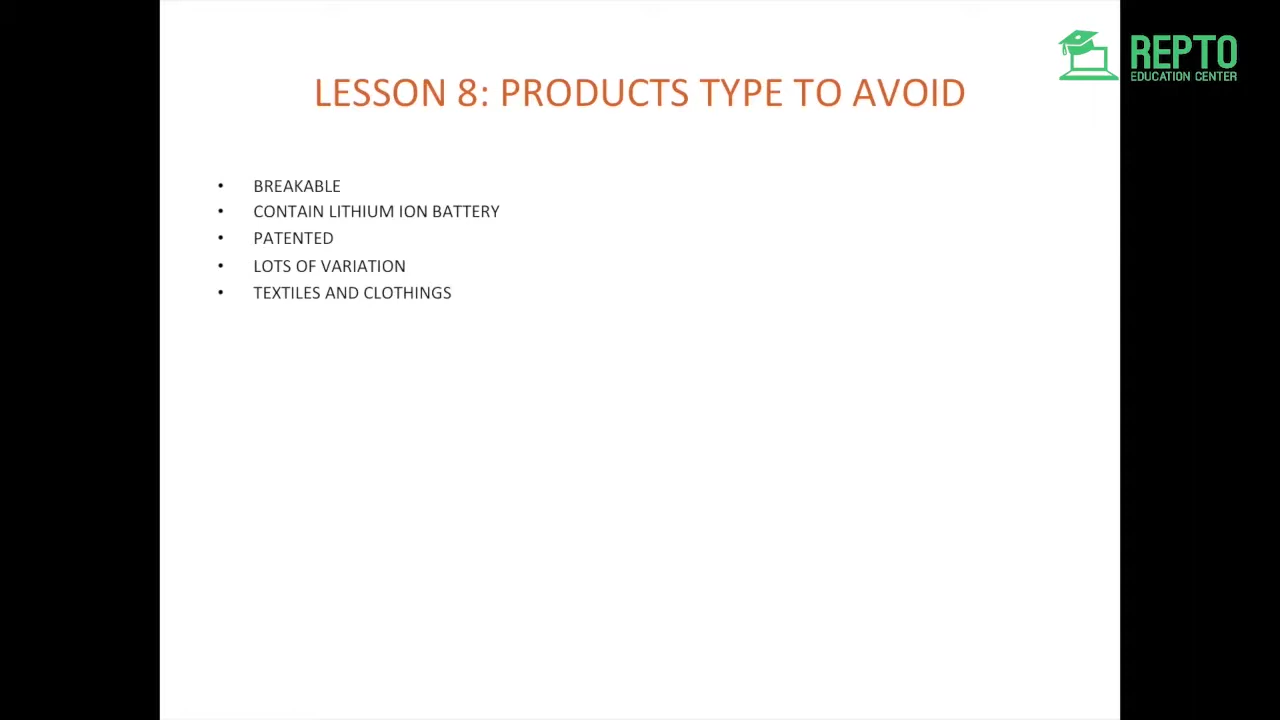 REPTO
EDUCATION CENTER
LESSON 8: PRODUCTS TYPE TO AVOID
• BREAKABLE
• CONTAIN LITHIUM ION BATTERY
• PATENTED
• LOTS OF VARIATION
• TEXTILES AND CLOTHINGS